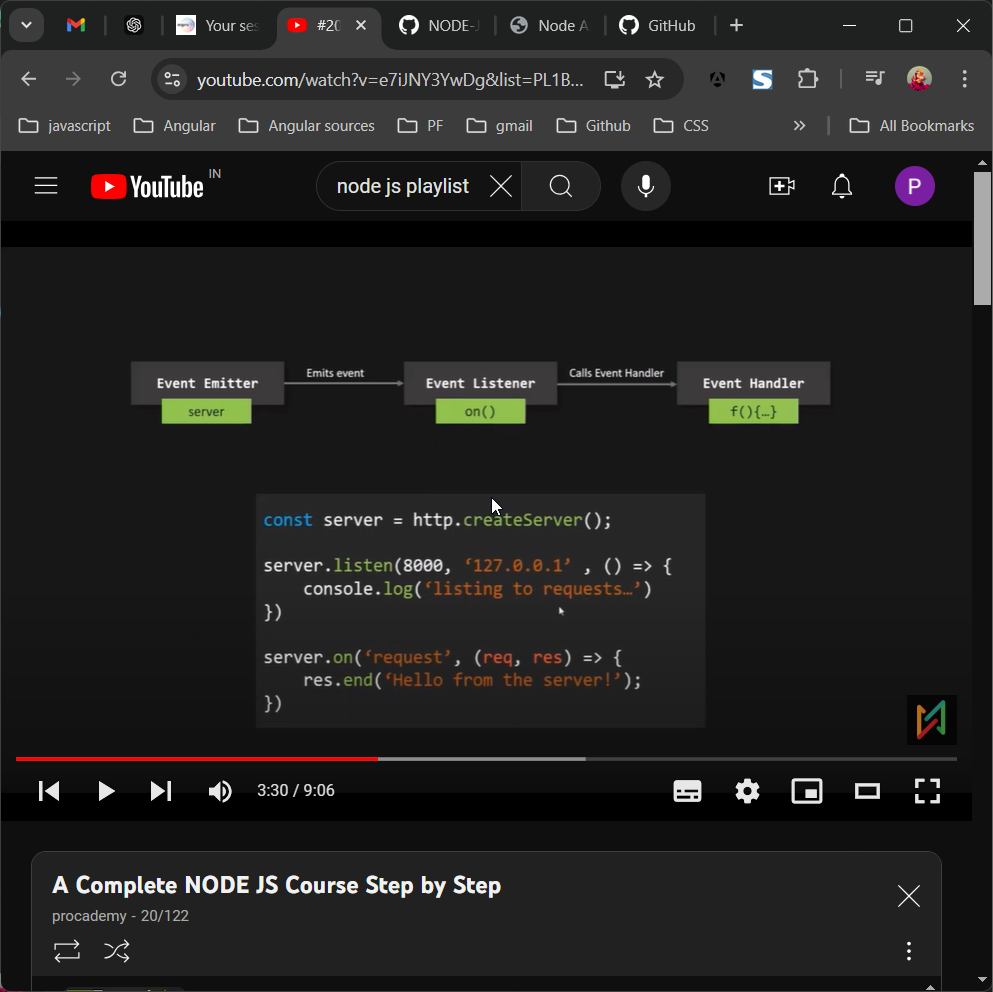 Your ses
#20
NODE-J
Node A
GitHub
youtube.com/watch?v=e7iJNY3YwDg&list=PL1B...
javascript
Angular
Angular sources
PF
gmail
Github
CSS
All Bookmarks
YouTube IN
node js playlist
P
Emits event
Calls Event Handler
Event Emitter
Event Listener
Event Handler
server
on()
f(){…}
const server = http.createServer();
server.listen(8000, ‘127.0.0.1’ , () => {
console.log(‘listing to requests…’)
})
server.on(‘request’, (req, res) => {
res.end(‘Hello from the server!’);
})
3:30 / 9:06
A Complete NODE JS Course Step by Step
procademy - 20/122